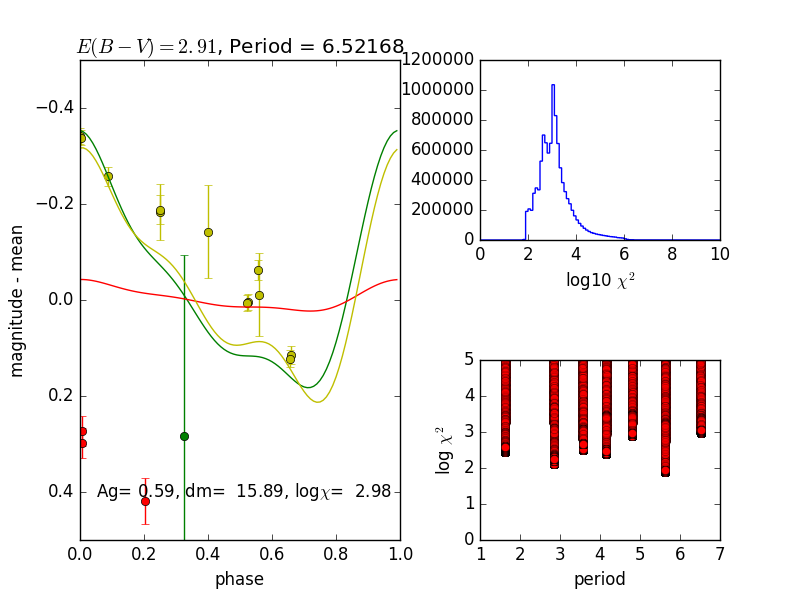 E(B − V) = 2.91, Period = 6.52168
−0.4
−0.2
0.0
0.2
0.4
magnitude - mean
Ag= 0.59, dm=  15.89, logχ=  2.98
0.0 0.2 0.4 0.6 0.8 1.0
phase
1200000
1000000
800000
600000
400000
200000
0
0 2 4 6 8 10
log10 χ²
5
4
3
2
1
0
log χ²
1 2 3 4 5 6 7
period